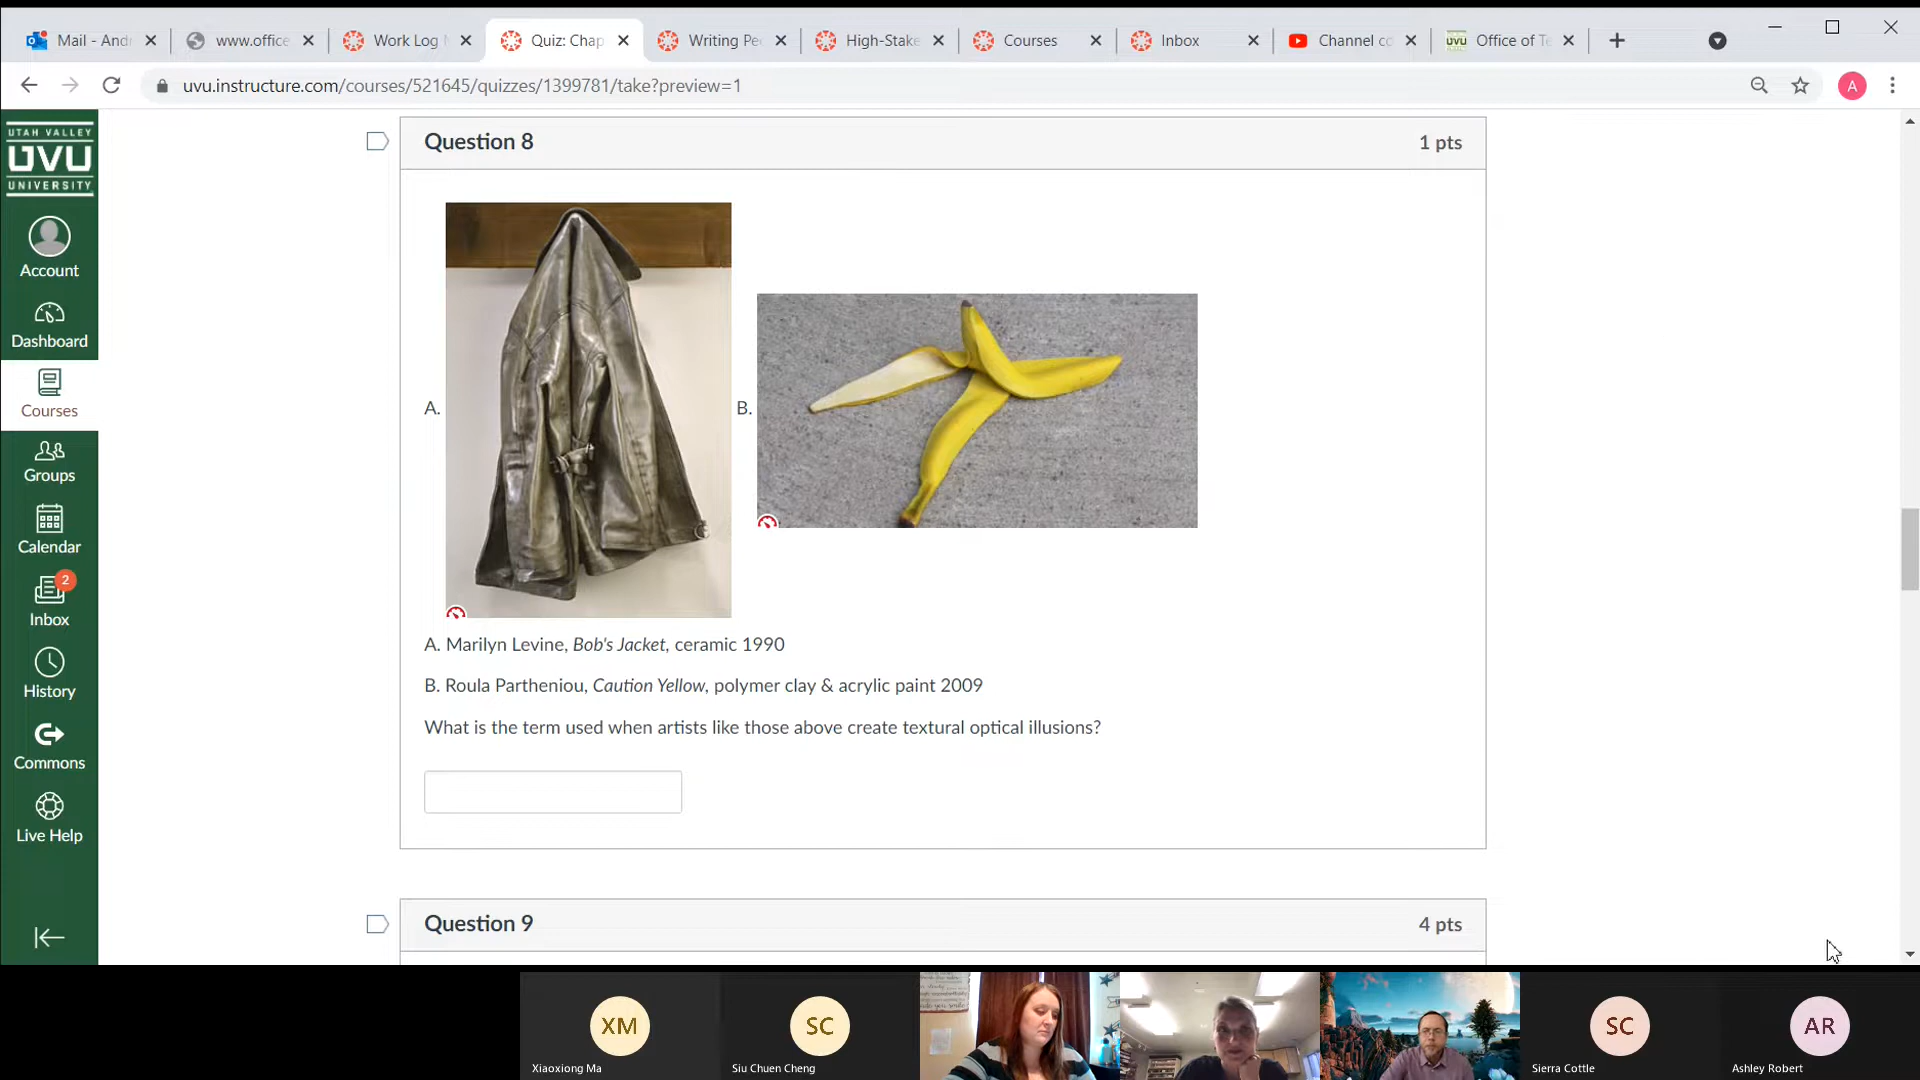 Mail - And
www.office
Work Log
Quiz: Chap
Writing Pe
High-Stake
Courses
Inbox
Channel co
UVU Office of Te
uvu.instructure.com/courses/521645/quizzes/1399781/take?preview=1
A
UTAH VALLEY
UVU
UNIVERSITY
Account
Dashboard
Courses
Groups
Calendar
2
Inbox
History
Commons
Live Help
Question 8
1 pts
A.
B.
A. Marilyn Levine, Bob's Jacket, ceramic 1990
B. Roula Partheniou, Caution Yellow, polymer clay & acrylic paint 2009
What is the term used when artists like those above create textural optical illusions?
Question 9
4 pts
XM
Xiaoxiong Ma
SC
Siu Chuen Cheng
SC
Sierra Cottle
AR
Ashley Robert